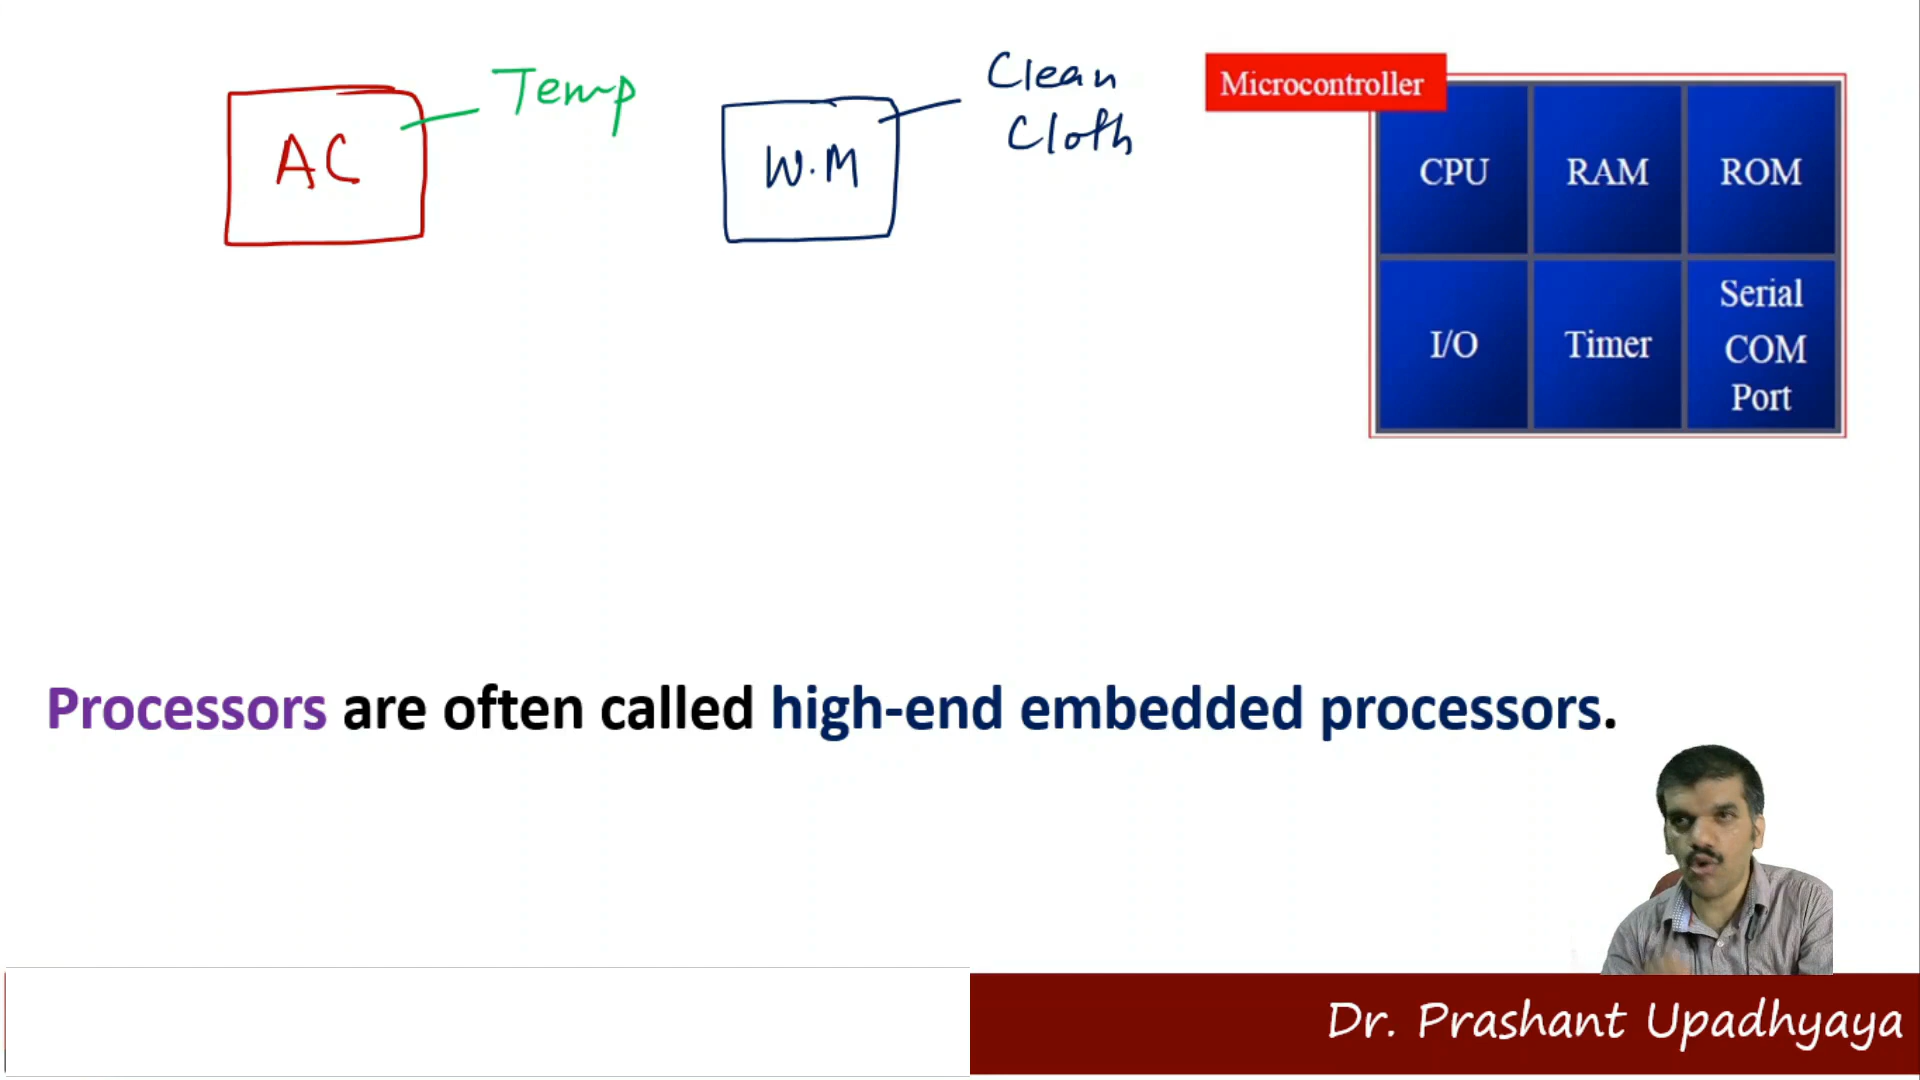 Temp
AC
Clean
Cloth
W.M
Microcontroller
CPU RAM ROM
I/O Timer Serial
COM
Port
Processors are often called high-end embedded processors.
Dr. Prashant Upadhyaya